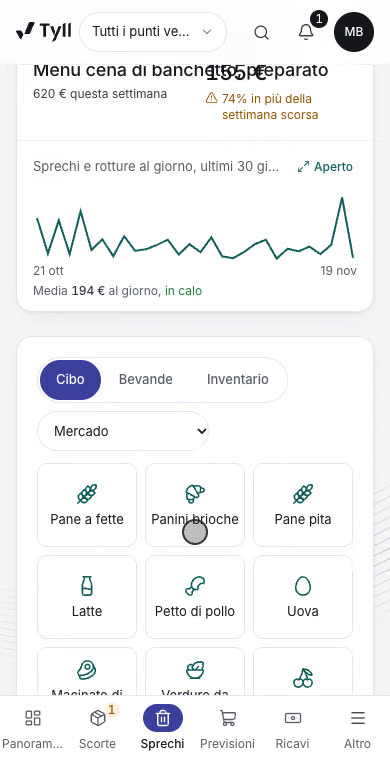 Tyll
Tutti i punti ve...
1
MB
Menu cena di banchetto preparato
155 €
620 € questa settimana
74% in più della
settimana scorsa
Sprechi e rotture al giorno, ultimi 30 gi...
Aperto
21 ott
19 nov
Media 194 € al giorno, in calo
Cibo
Bevande
Inventario
Mercado
Pane a fette
Panini brioche
Pane pita
Latte
Petto di pollo
Uova
Macinato di
Verdure da
1
Panoram...
Scorte
Sprechi
Previsioni
Ricavi
Altro